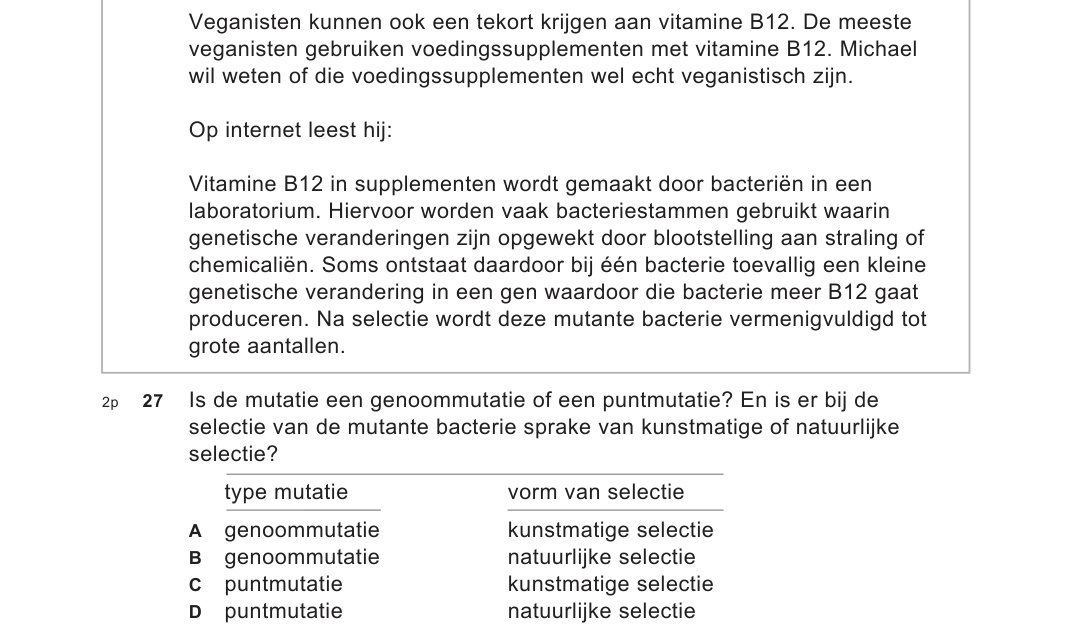 Veganisten kunnen ook een tekort krijgen aan vitamine B12. De meeste
veganisten gebruiken voedingssupplementen met vitamine B12. Michael
wil weten of die voedingssupplementen wel echt veganistisch zijn.
Op internet leest hij:
Vitamine B12 in supplementen wordt gemaakt door bacteriën in een
laboratorium. Hiervoor worden vaak bacteriestammen gebruikt waarin
genetische veranderingen zijn opgewekt door blootstelling aan straling of
chemicaliën. Soms ontstaat daardoor bij één bacterie toevallig een kleine
genetische verandering in een gen waardoor die bacterie meer B12 gaat
produceren. Na selectie wordt deze mutante bacterie vermenigvuldigd tot
grote aantallen.
2p 27 Is de mutatie een genoommutatie of een puntmutatie? En is er bij de
selectie van de mutante bacterie sprake van kunstmatige of natuurlijke
selectie?
type mutatie vorm van selectie
A genoommutatie kunstmatige selectie
B genoommutatie natuurlijke selectie
C puntmutatie kunstmatige selectie
D puntmutatie natuurlijke selectie